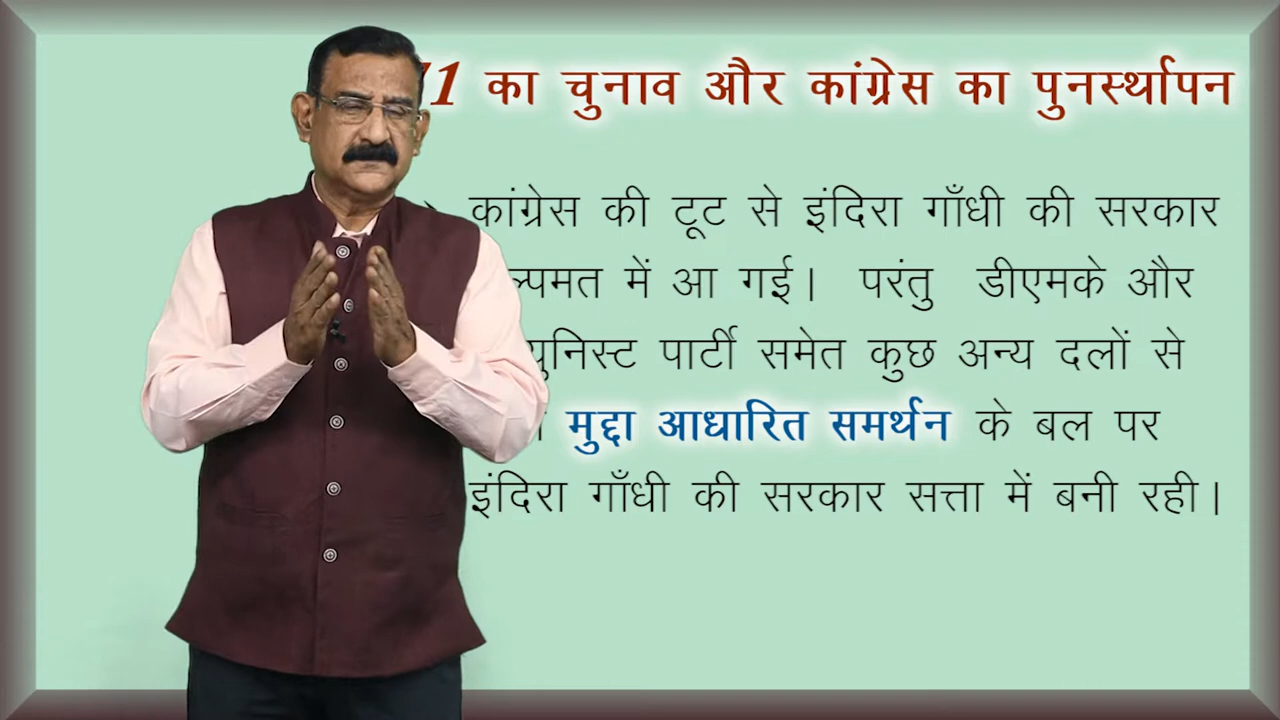 का चुनाव और कांग्रेस का पुनर्स्थापन
कांग्रेस की टूट से इंदिरा गाँधी की सरकार
में आ गई। परंतु डीएमके और
पार्टी समेत कुछ अन्य दलों से
मुद्दा आधारित समर्थन के बल पर
इंदिरा गाँधी की सरकार सत्ता में बनी रही।